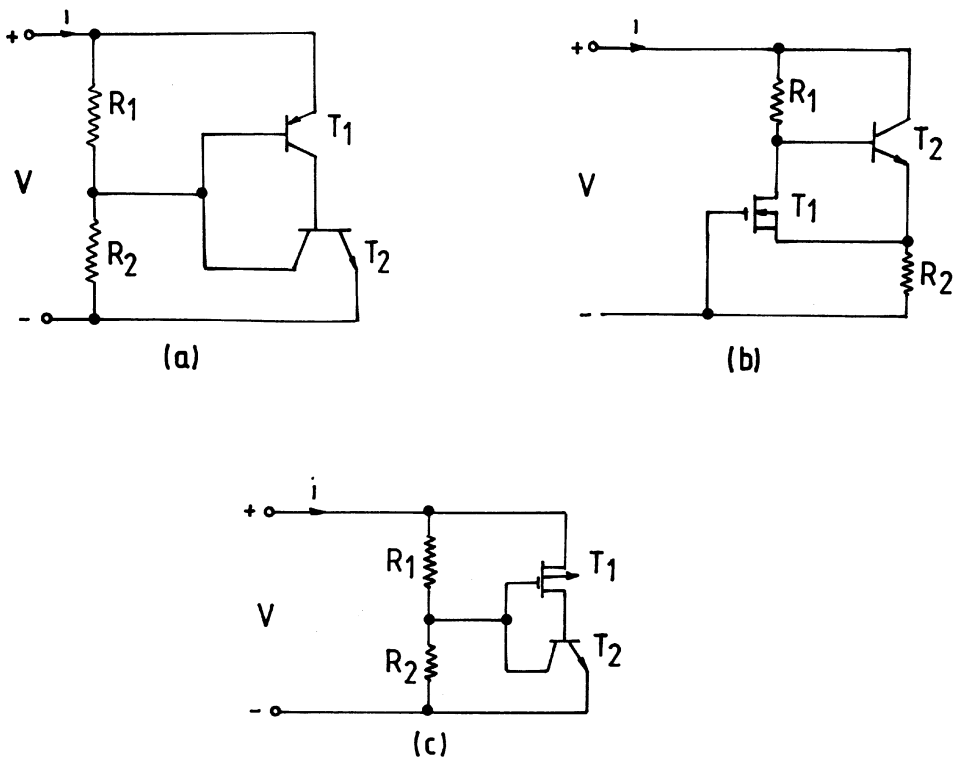 i
+
R1
T1
V
R2
T2
-
(a)
i
+
R1
T2
V
T1
R2
-
(b)
i
+
R1
T1
V
T2
R2
-
(c)